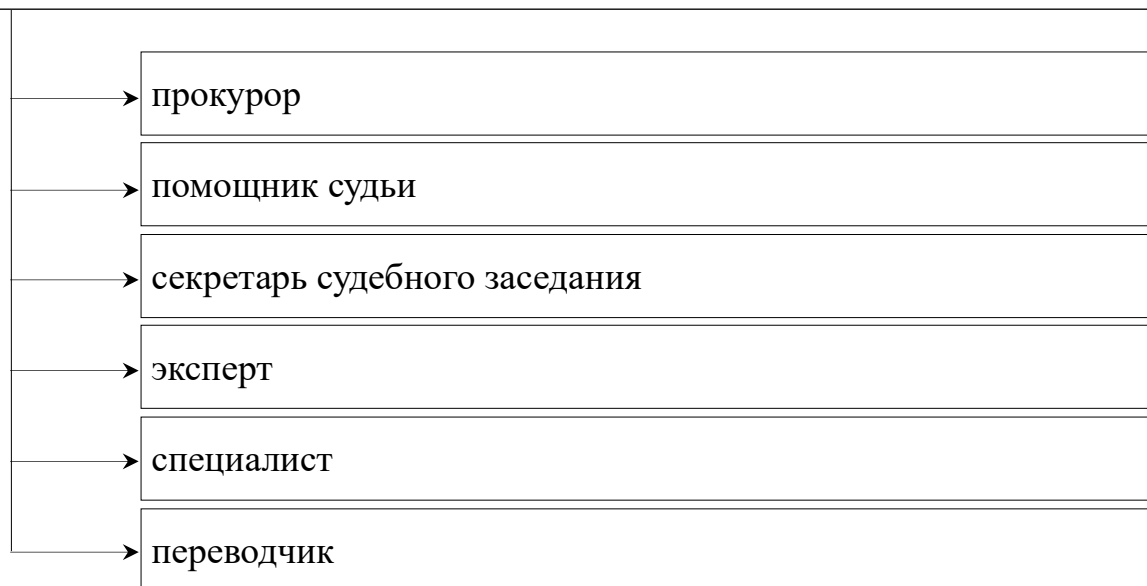 прокурор
помощник судьи
секретарь судебного заседания
эксперт
специалист
переводчик